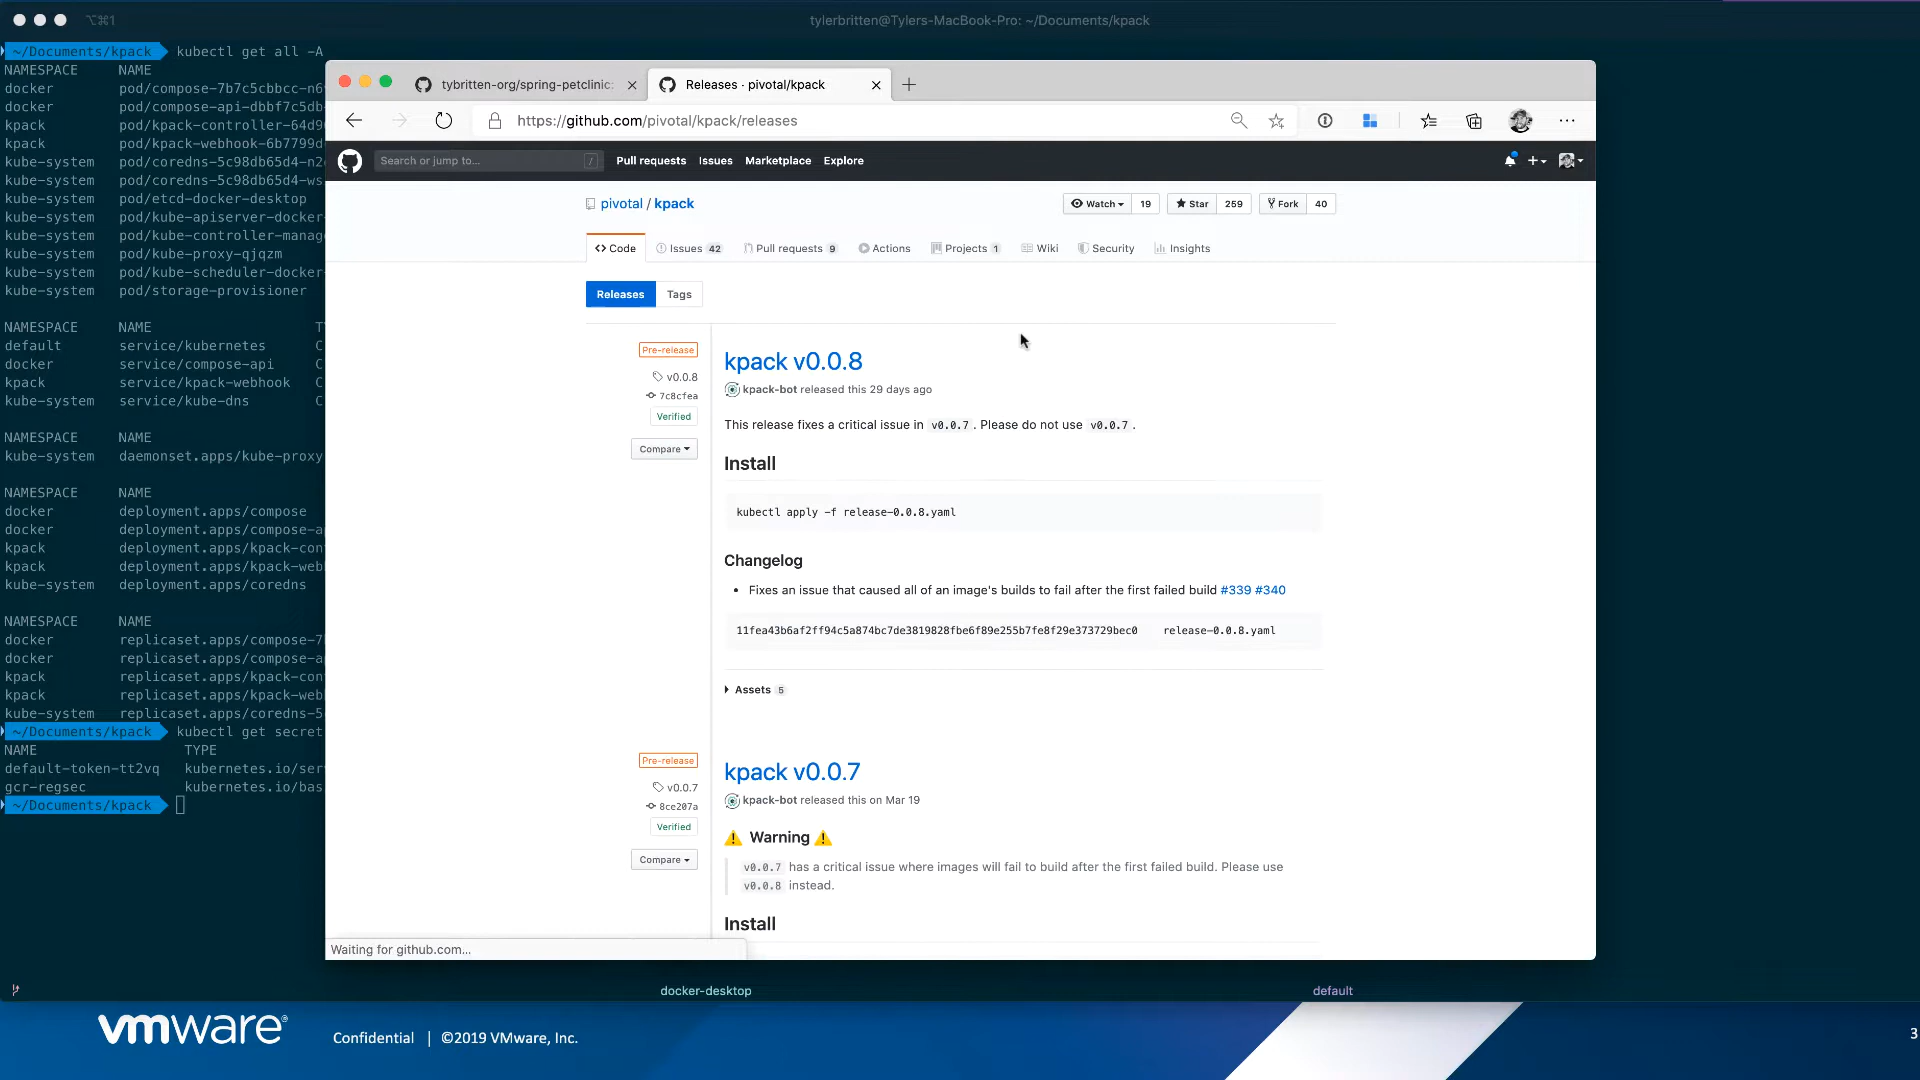 ⌥⌘1
tylerbritten@Tylers-MacBook-Pro: ~/Documents/kpack
~/Documents/kpack kubectl get all -A
NAMESPACE NAME
docker pod/compose-7b7c5cbbcc-n6
docker pod/compose-api-dbbf7c5db
kpack pod/kpack-controller-64d9
kpack pod/kpack-webhook-6b7799d
kube-system pod/coredns-5c98db65d4-n2
kube-system pod/coredns-5c98db65d4-ws
kube-system pod/etcd-docker-desktop
kube-system pod/kube-apiserver-docker-
kube-system pod/kube-controller-manag
kube-system pod/kube-proxy-qjqzm
kube-system pod/kube-scheduler-docker-
kube-system pod/storage-provisioner
NAMESPACE NAME T
default service/kubernetes C
docker service/compose-api C
kpack service/kpack-webhook C
kube-system service/kube-dns C
NAMESPACE NAME
kube-system daemonset.apps/kube-proxy
NAMESPACE NAME
docker deployment.apps/compose
docker deployment.apps/compose-a
kpack deployment.apps/kpack-con
kpack deployment.apps/kpack-web
kube-system deployment.apps/coredns
NAMESPACE NAME
docker replicaset.apps/compose-7
docker replicaset.apps/compose-a
kpack replicaset.apps/kpack-con
kpack replicaset.apps/kpack-web
kube-system replicaset.apps/coredns-5
~/Documents/kpack kubectl get secret
NAME TYPE
default-token-tt2vq kubernetes.io/ser
gcr-regsec kubernetes.io/bas
~/Documents/kpack
tybritten-org/spring-petclinic:
Releases · pivotal/kpack
https://github.com/pivotal/kpack/releases
Search or jump to... /
Pull requests Issues Marketplace Explore
pivotal / kpack
Watch 19 Star 259 Fork 40
Code Issues 42 Pull requests 9 Actions Projects 1 Wiki Security Insights
Releases Tags
Pre-release
v0.0.8
7c8cfea
Verified
Compare
kpack v0.0.8
kpack-bot released this 29 days ago
This release fixes a critical issue in v0.0.7 . Please do not use v0.0.7 .
Install
kubectl apply -f release-0.0.8.yaml
Changelog
• Fixes an issue that caused all of an image's builds to fail after the first failed build #339 #340
11fea43b6af2ff94c5a874bc7de3819828fbe6f89e255b7fe8f29e373729bec0 release-0.0.8.yaml
Assets 5
Pre-release
v0.0.7
8ce207a
Verified
Compare
kpack v0.0.7
kpack-bot released this on Mar 19
⚠ Warning ⚠
v0.0.7 has a critical issue where images will fail to build after the first failed build. Please use
v0.0.8 instead.
Install
Waiting for github.com...
docker-desktop
default
vmware
Confidential | ©2019 VMware, Inc.
3